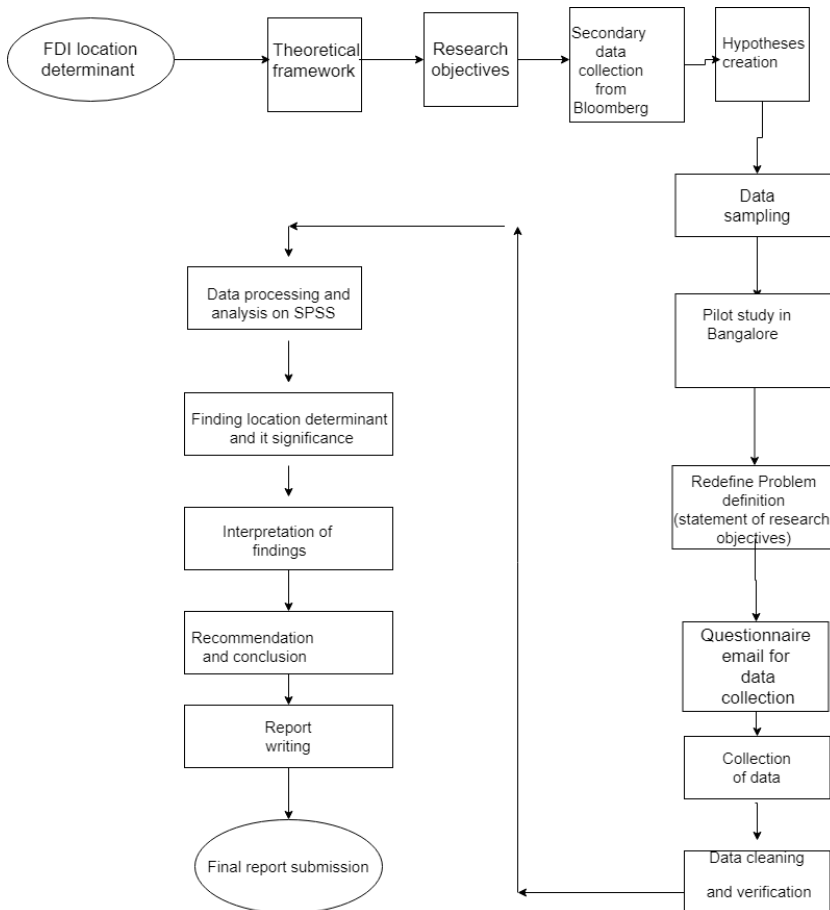 FDI location
determinant
Theoretical
framework
Research
objectives
Secondary
data
collection
from
Bloomberg
Hypotheses
creation
Data
sampling
Pilot study in
Bangalore
Redefine Problem
definition
(statement of research
objectives)
Questionnaire
email for
data
collection
Collection
of data
Data cleaning
and verification
Data processing and
analysis on SPSS
Finding location determinant
and it significance
Interpretation of
findings
Recommendation
and conclusion
Report
writing
Final report submission